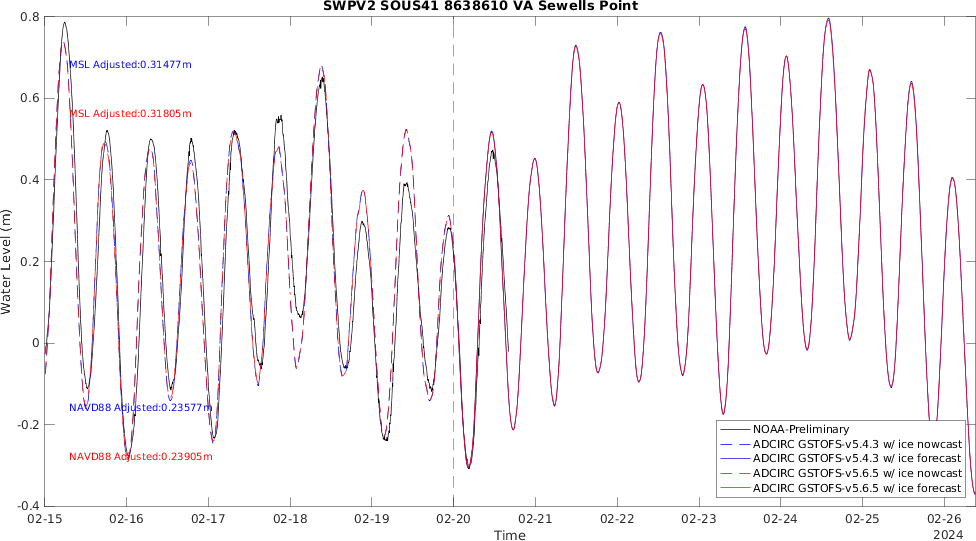 SWPV2 SOUS41 8638610 VA Sewells Point
0.8
0.6
0.4
0.2
0
-0.2
-0.4
Water Level (m)
MSL Adjusted:0.31477m
MSL Adjusted:0.31805m
NAVD88 Adjusted:0.23577m
NAVD88 Adjusted:0.23905m
NOAA-Preliminary
ADCIRC GSTOFS-v5.4.3 w/ ice nowcast
ADCIRC GSTOFS-v5.4.3 w/ ice forecast
ADCIRC GSTOFS-v5.6.5 w/ ice nowcast
ADCIRC GSTOFS-v5.6.5 w/ ice forecast
02-15 02-16 02-17 02-18 02-19 02-20 02-21 02-22 02-23 02-24 02-25 02-26
Time
2024